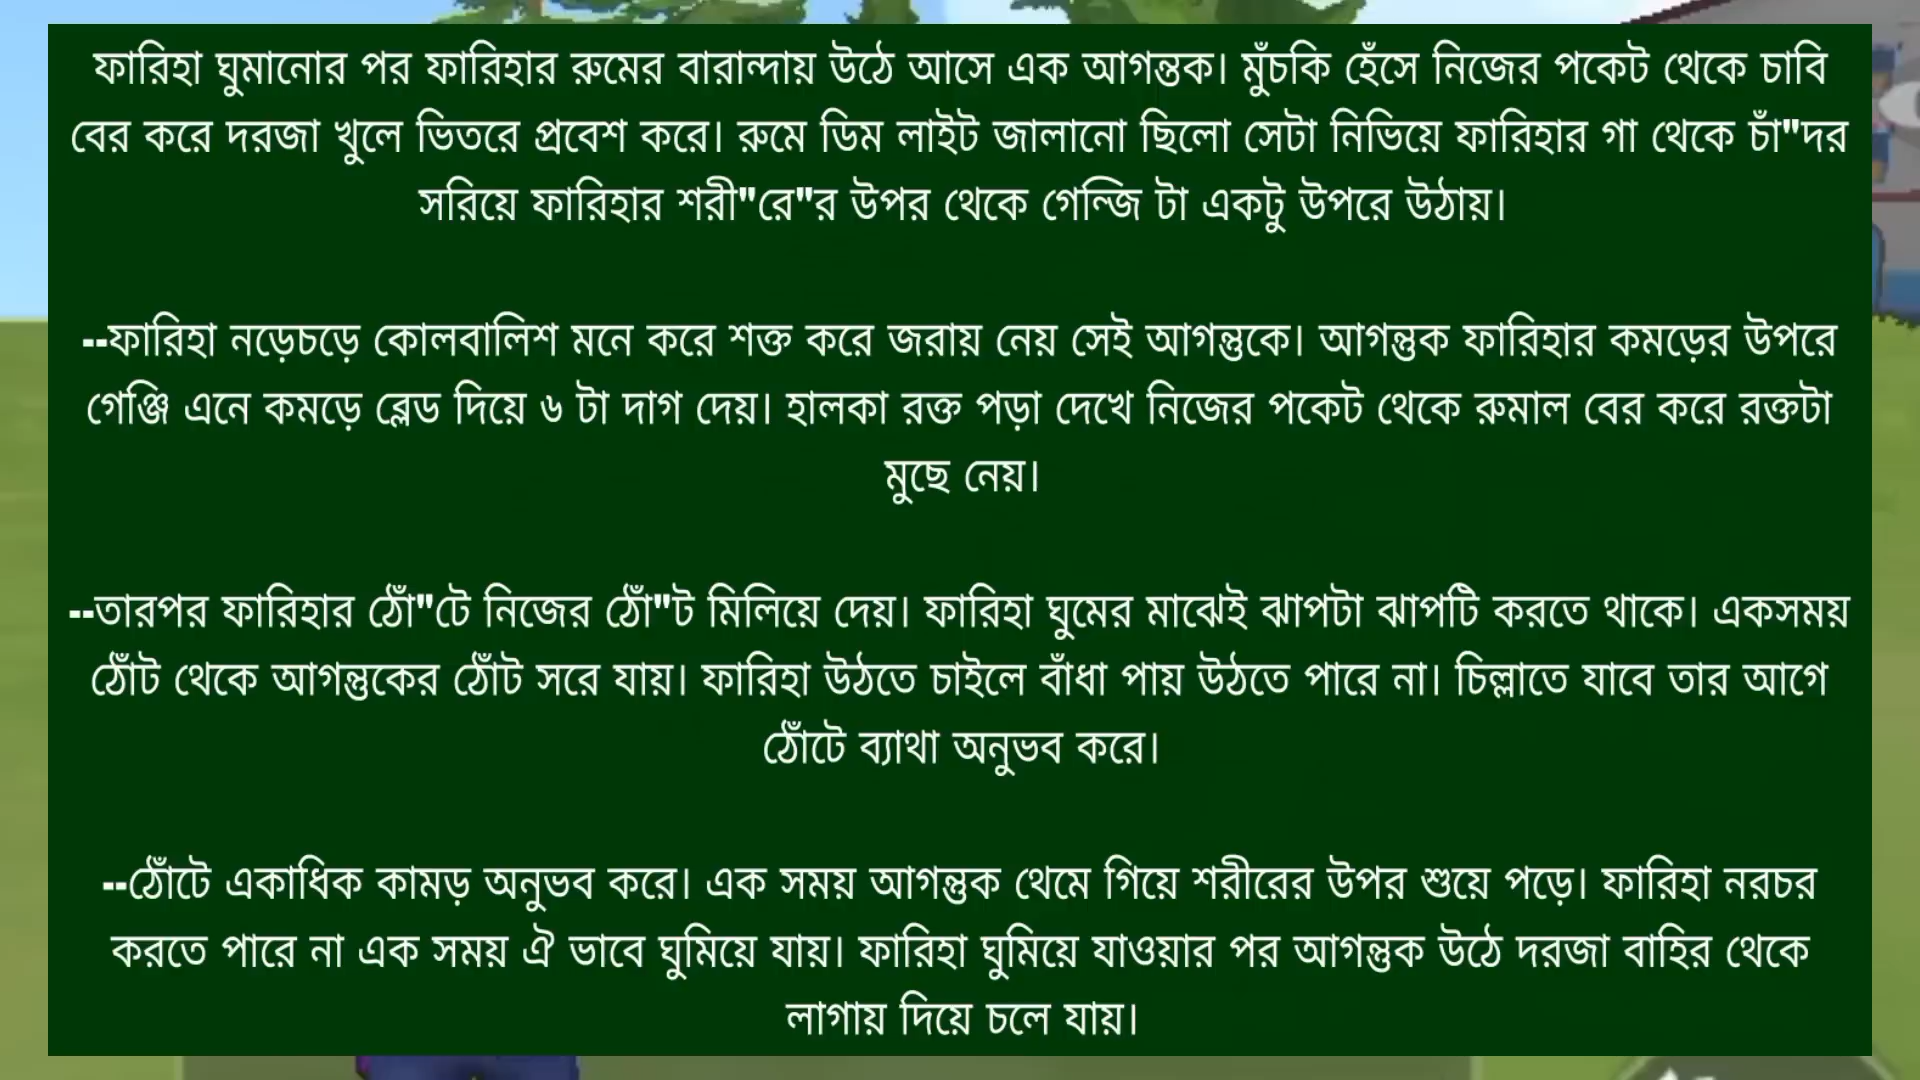 ফারিহা ঘুমানোর পর ফারিহার রুমের বারান্দায় উঠে আসে এক আগন্তক। মুঁচকি হেঁসে নিজের পকেট থেকে চাবি
বের করে দরজা খুলে ভিতরে প্রবেশ করে। রুমে ডিম লাইট জালানো ছিলো সেটা নিভিয়ে ফারিহার গা থেকে চাঁ"দর
সরিয়ে ফারিহার শরী"রে"র উপর থেকে গেন্জি টা একটু উপরে উঠায়।
--ফারিহা নড়েচড়ে কোলবালিশ মনে করে শক্ত করে জরায় নেয় সেই আগন্তুকে। আগন্তুক ফারিহার কমড়ের উপরে
গেঞ্জি এনে কমড়ে ব্লেড দিয়ে ৬ টা দাগ দেয়। হালকা রক্ত পড়া দেখে নিজের পকেট থেকে রুমাল বের করে রক্তটা
মুছে নেয়।
--তারপর ফারিহার ঠোঁ"টে নিজের ঠোঁ"ট মিলিয়ে দেয়। ফারিহা ঘুমের মাঝেই ঝাপটা ঝাপটি করতে থাকে। একসময়
ঠোঁট থেকে আগন্তুকের ঠোঁট সরে যায়। ফারিহা উঠতে চাইলে বাঁধা পায় উঠতে পারে না। চিল্লাতে যাবে তার আগে
ঠোঁটে ব্যাথা অনুভব করে।
--ঠোঁটে একাধিক কামড় অনুভব করে। এক সময় আগন্তুক থেমে গিয়ে শরীরের উপর শুয়ে পড়ে। ফারিহা নরচর
করতে পারে না এক সময় ঐ ভাবে ঘুমিয়ে যায়। ফারিহা ঘুমিয়ে যাওয়ার পর আগন্তুক উঠে দরজা বাহির থেকে
লাগায় দিয়ে চলে যায়।